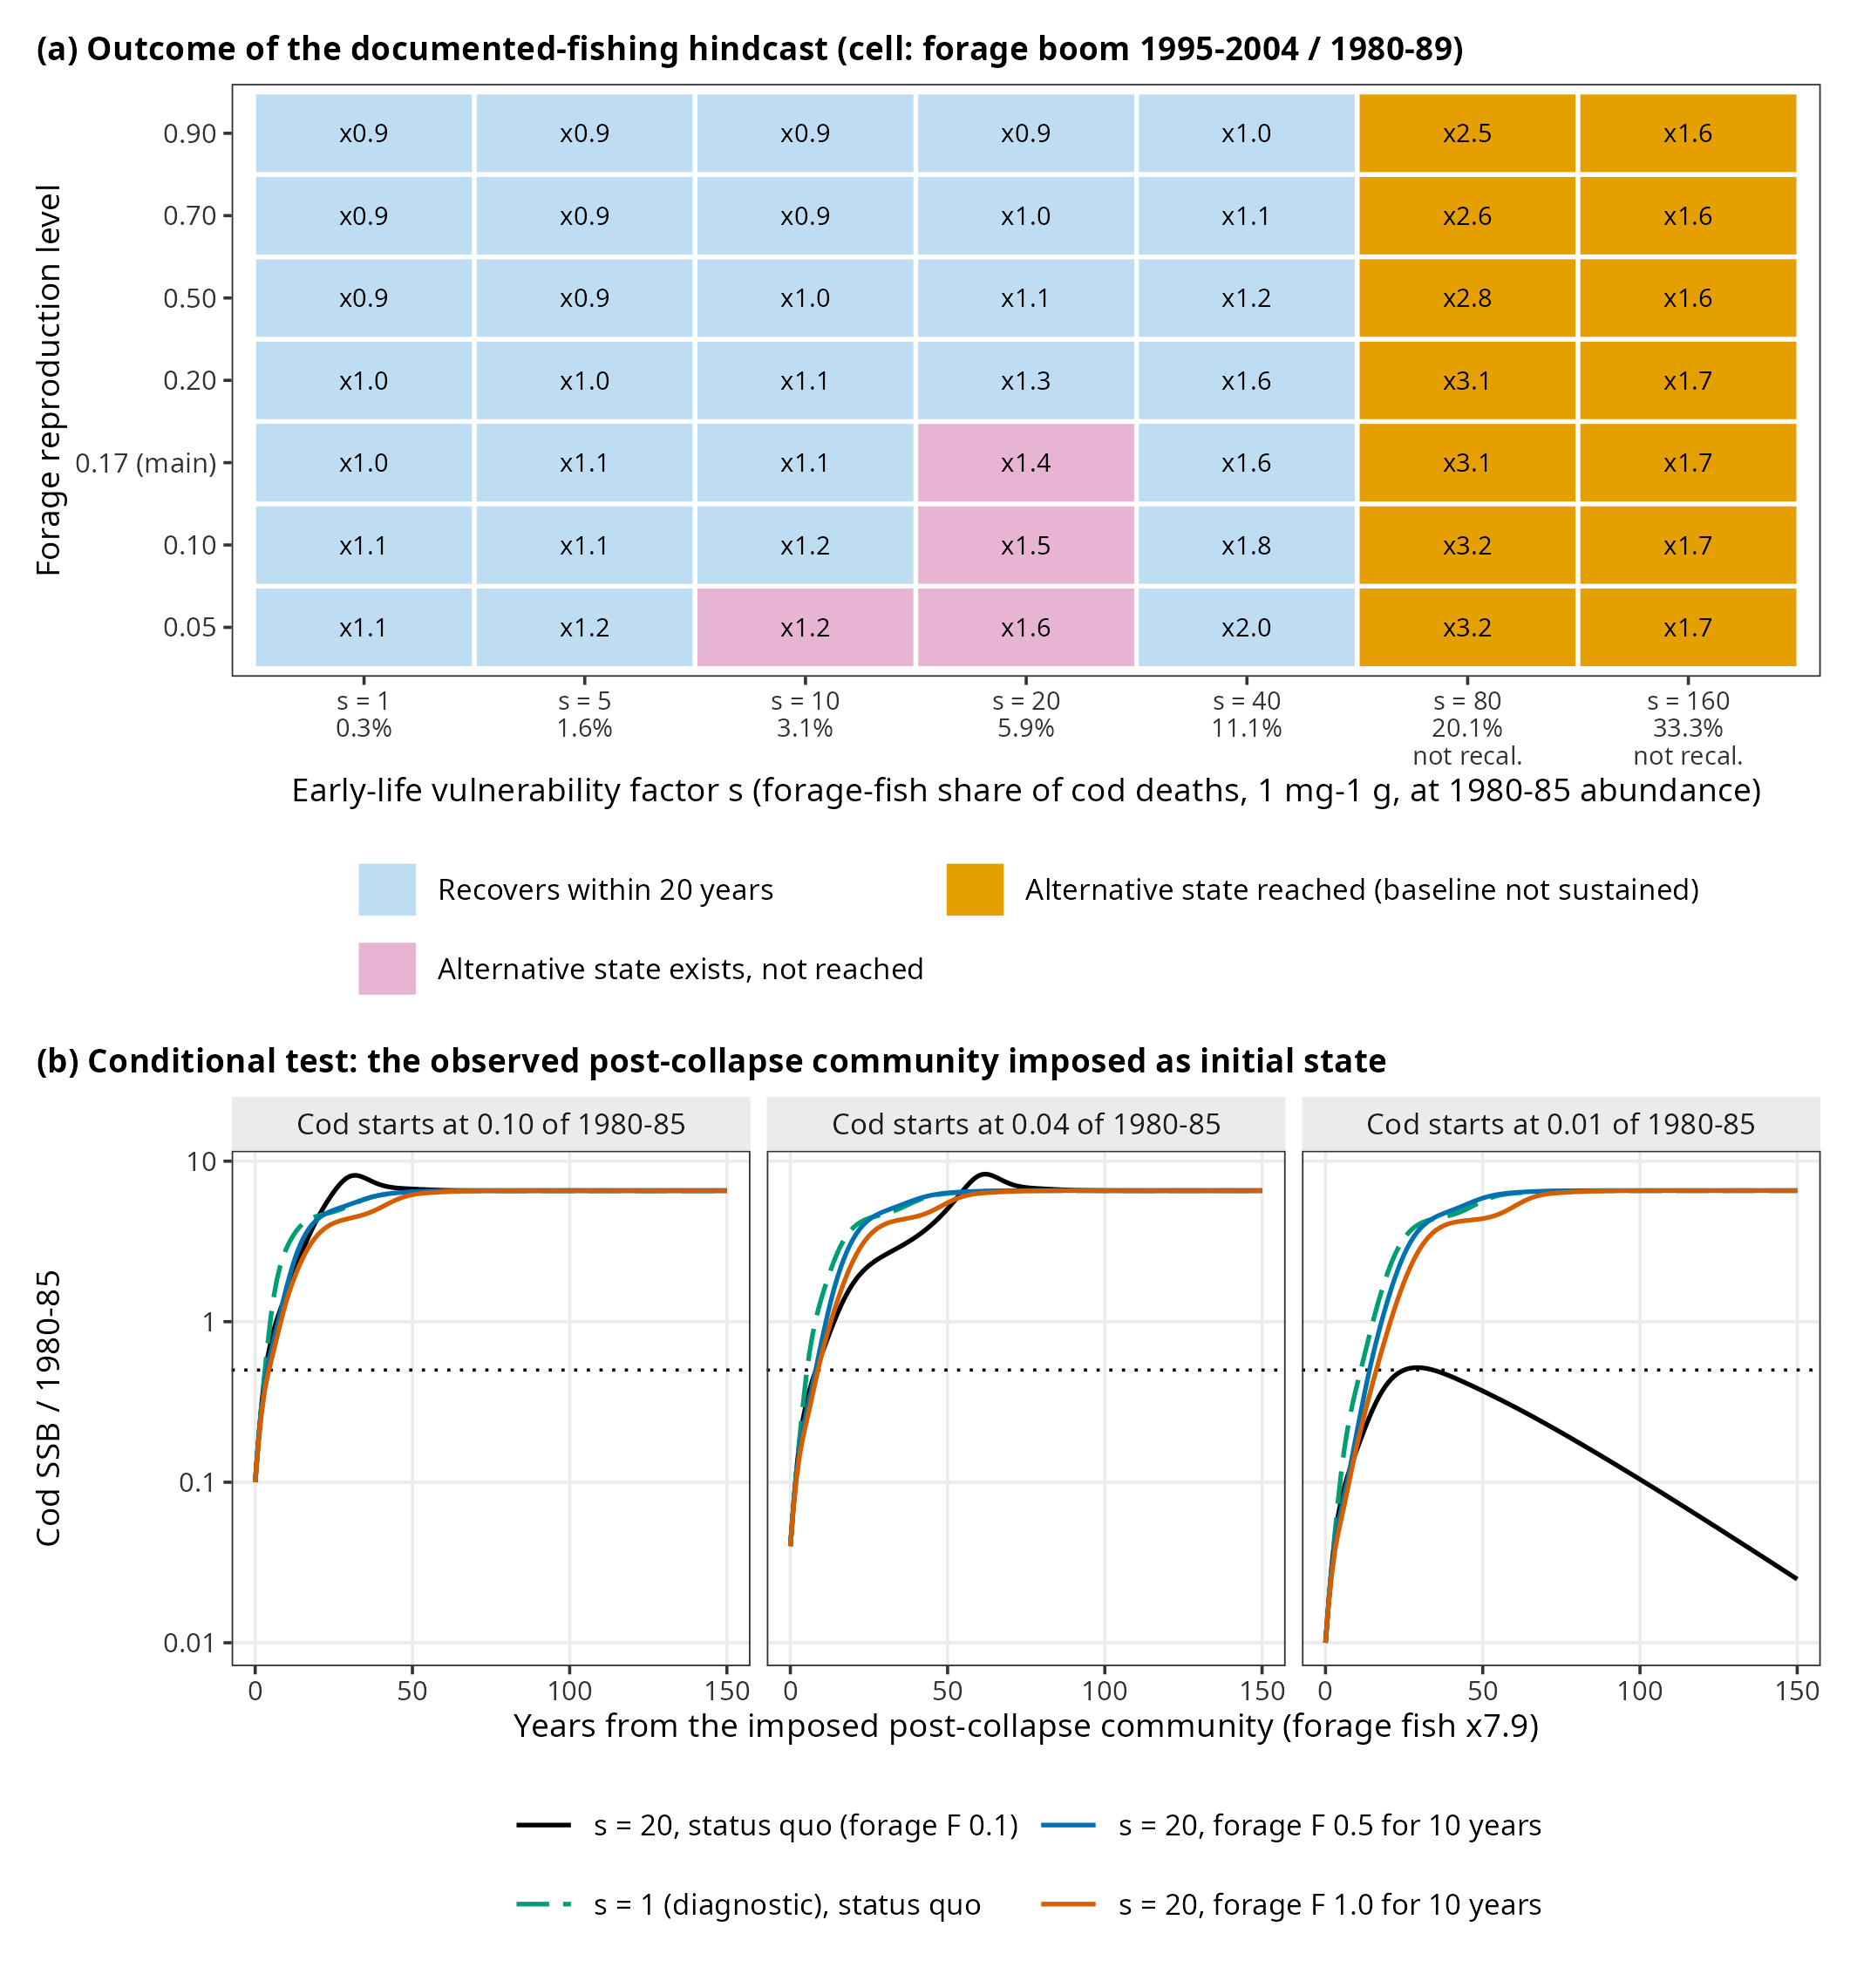 (a) Outcome of the documented-fishing hindcast (cell: forage boom 1995-2004 / 1980-89)
Forage reproduction level
0.90 x0.9 x0.9 x0.9 x0.9 x1.0 x2.5 x1.6
0.70 x0.9 x0.9 x0.9 x1.0 x1.1 x2.6 x1.6
0.50 x0.9 x0.9 x1.0 x1.1 x1.2 x2.8 x1.6
0.20 x1.0 x1.0 x1.1 x1.3 x1.6 x3.1 x1.7
0.17 (main) x1.0 x1.1 x1.1 x1.4 x1.6 x3.1 x1.7
0.10 x1.1 x1.1 x1.2 x1.5 x1.8 x3.2 x1.7
0.05 x1.1 x1.2 x1.2 x1.6 x2.0 x3.2 x1.7
s = 1 s = 5 s = 10 s = 20 s = 40 s = 80 s = 160
0.3% 1.6% 3.1% 5.9% 11.1% 20.1% 33.3%
not recal. not recal.
Early-life vulnerability factor s (forage-fish share of cod deaths, 1 mg-1 g, at 1980-85 abundance)
Recovers within 20 years
Alternative state reached (baseline not sustained)
Alternative state exists, not reached
(b) Conditional test: the observed post-collapse community imposed as initial state
Cod starts at 0.10 of 1980-85
Cod starts at 0.04 of 1980-85
Cod starts at 0.01 of 1980-85
Cod SSB / 1980-85
10
1
0.1
0.01
0 50 100 150 0 50 100 150 0 50 100 150
Years from the imposed post-collapse community (forage fish x7.9)
s = 20, status quo (forage F 0.1)
s = 20, forage F 0.5 for 10 years
s = 1 (diagnostic), status quo
s = 20, forage F 1.0 for 10 years